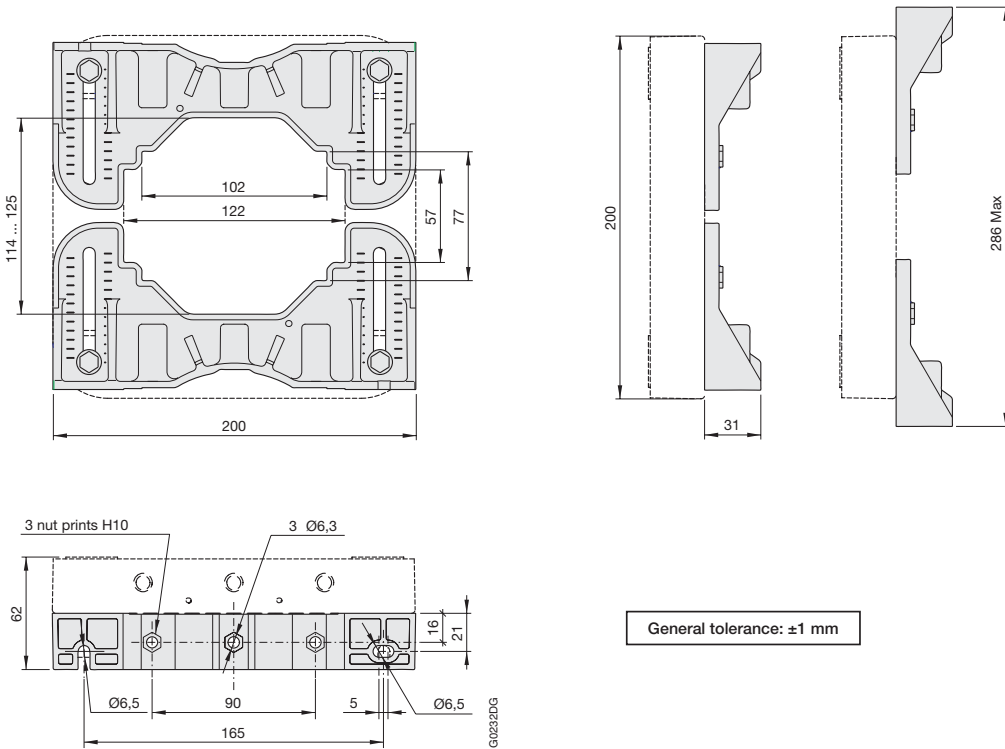 114 ... 125
102
122
57
77
200
200
31
286 Max
3 nut prints H10
3 Ø6,3
62
16
21
Ø6,5
90
5
Ø6,5
165
G0232DG
General tolerance: ±1 mm